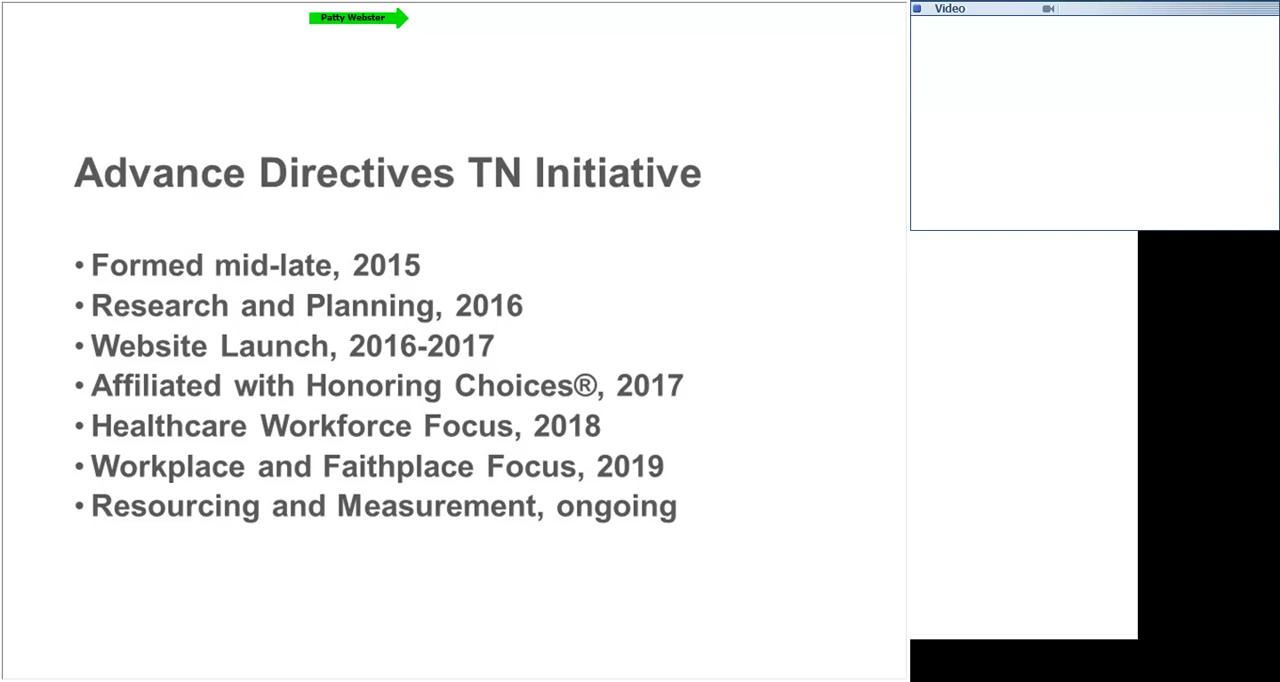 Patty Webster
Video
Advance Directives TN Initiative
• Formed mid-late, 2015
• Research and Planning, 2016
• Website Launch, 2016-2017
• Affiliated with Honoring Choices®, 2017
• Healthcare Workforce Focus, 2018
• Workplace and Faithplace Focus, 2019
• Resourcing and Measurement, ongoing